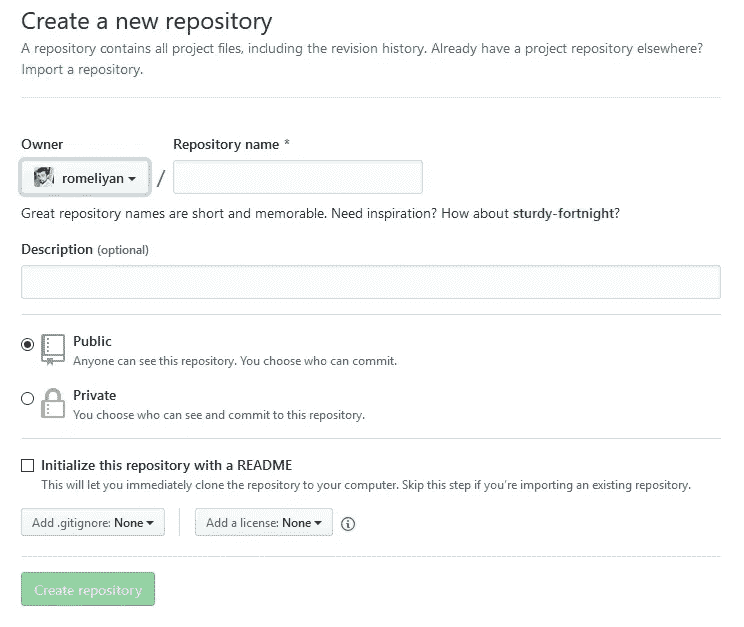 Create a new repository
A repository contains all project files, including the revision history. Already have a project repository elsewhere?
Import a repository.
Owner
Repository name *
romeliyan
/
Great repository names are short and memorable. Need inspiration? How about sturdy-fortnight?
Description (optional)
Public
Anyone can see this repository. You choose who can commit.
Private
You choose who can see and commit to this repository.
Initialize this repository with a README
This will let you immediately clone the repository to your computer. Skip this step if you're importing an existing repository.
Add .gitignore: None
Add a license: None
Create repository